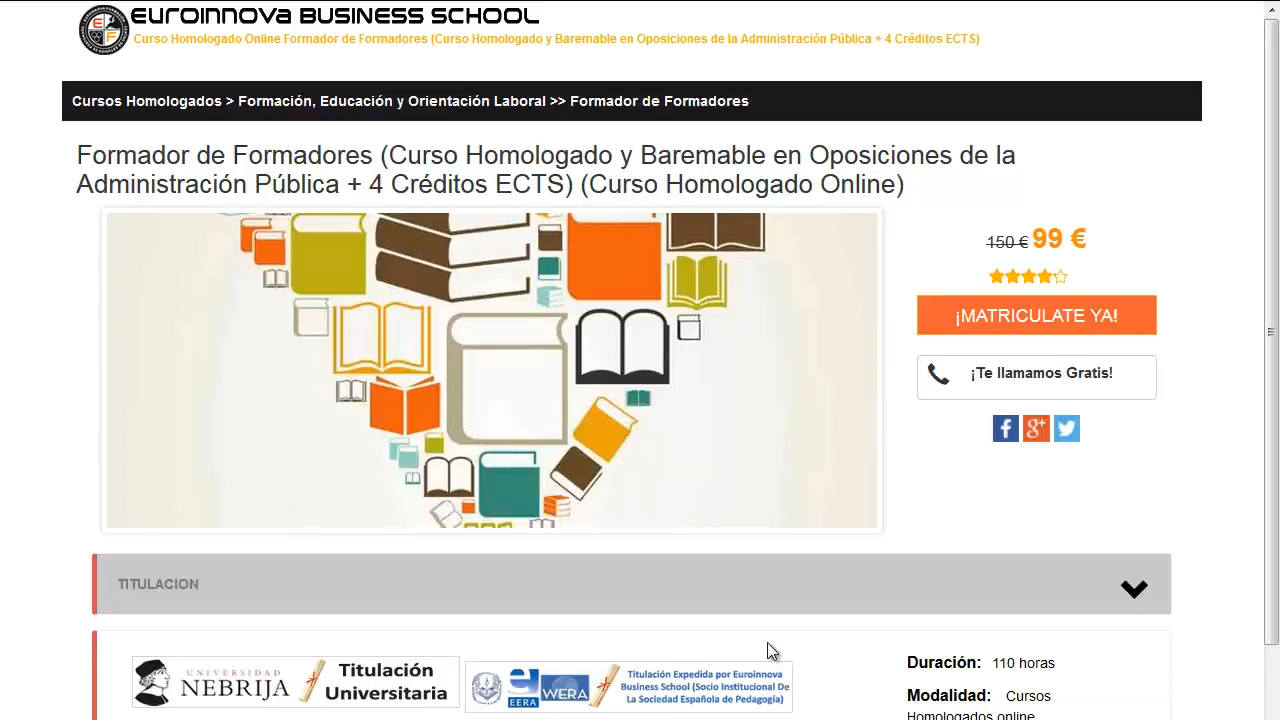 EUROINNOVA BUSINESS SCHOOL
Curso Homologado Online Formador de Formadores (Curso Homologado y Baremable en Oposiciones de la Administración Pública + 4 Créditos ECTS)
Cursos Homologados > Formación, Educación y Orientación Laboral >> Formador de Formadores
Formador de Formadores (Curso Homologado y Baremable en Oposiciones de la
Administración Pública + 4 Créditos ECTS) (Curso Homologado Online)
150 € 99 €
¡MATRICULATE YA!
¡Te llamamos Gratis!
TITULACION
UNIVERSIDAD
NEBRIJA
Titulación
Universitaria
EERA
WERA
Titulación Expedida por Euroinnova
Business School (Socio Institucional De
La Sociedad Española de Pedagogía)
Duración: 110 horas
Modalidad: Cursos
Homologados online